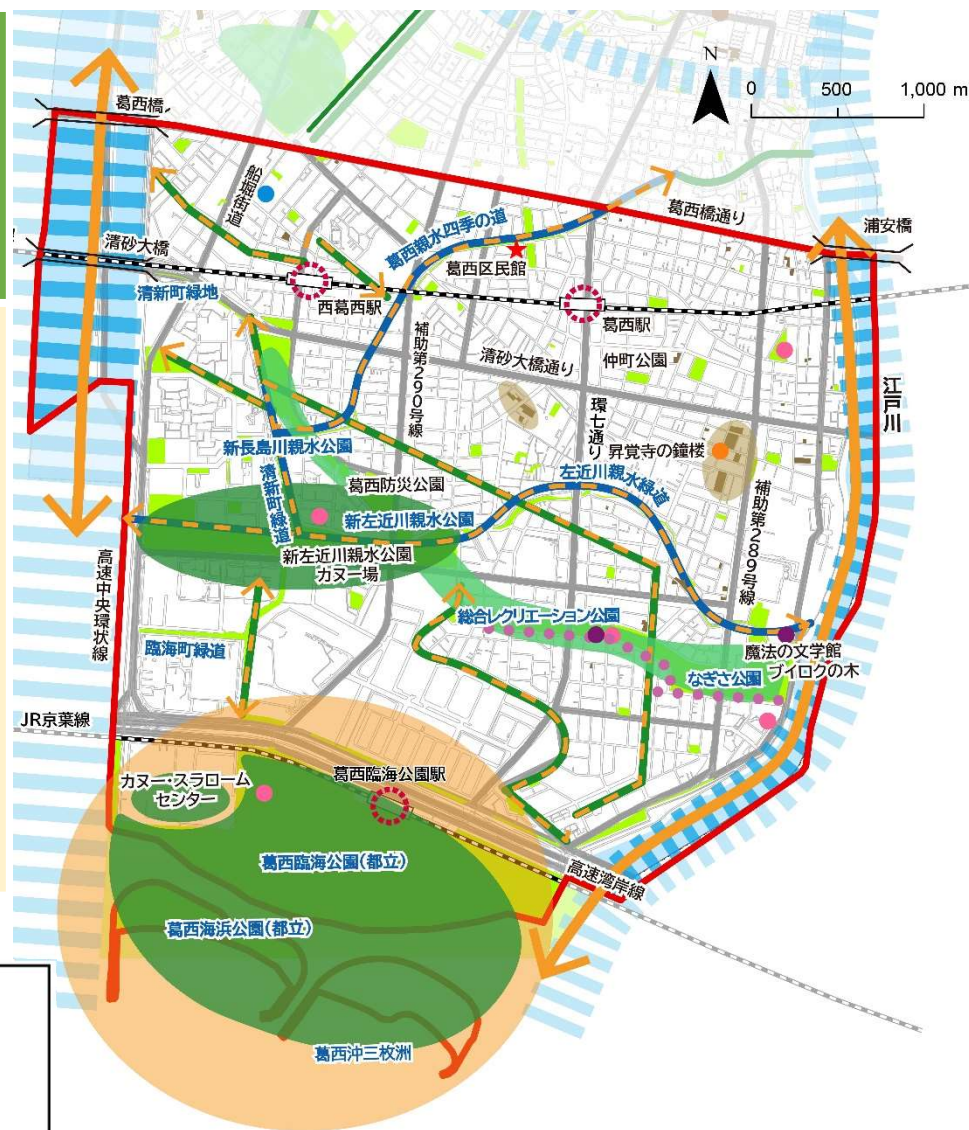 N
0 500 1,000 m
葛西橋
船堀街道
葛西橋通り
浦安橋
清砂大橋
葛西親水四季の道
葛西区民館
清新町緑地
西葛西駅
葛西駅
補助第290号線
清砂大橋通り
仲町公園
環七通り
江戸川
昇覚寺の鐘楼
新長島川親水公園
清新町緑道
葛西防災公園
左近川親水緑道
補助第289号線
新左近川親水公園
新左近川親水公園
カヌー場
高速中央環状線
総合レクリエーション公園
臨海町緑道
魔法の文学館
ブイロクの木
なぎさ公園
JR京葉線
カヌー・スラローム
センター
葛西臨海公園駅
葛西臨海公園(都立)
高速湾岸線
葛西海浜公園(都立)
葛西沖三枚洲